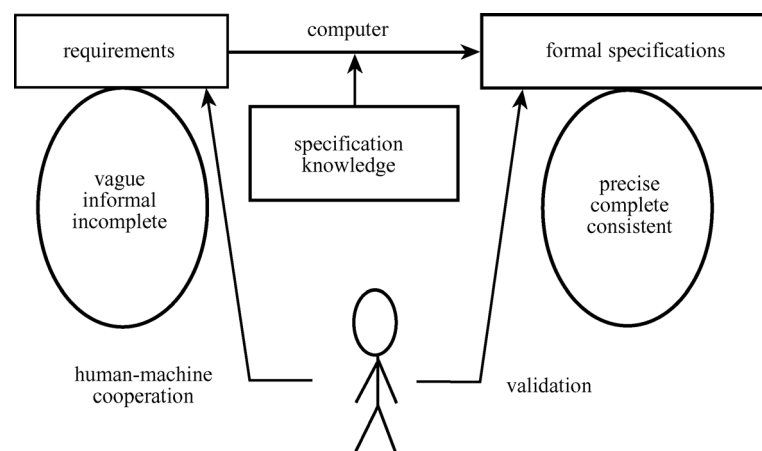 requirements
computer
formal specifications
specification
knowledge
vague
informal
incomplete
precise
complete
consistent
human-machine
cooperation
validation